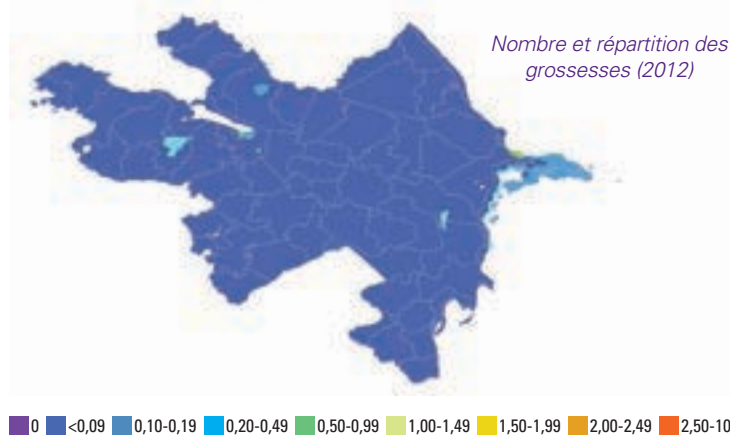 Nombre et répartition des
grossesses (2012)
0 <0,09 0,10-0,19 0,20-0,49 0,50-0,99 1,00-1,49 1,50-1,99 2,00-2,49 2,50-10